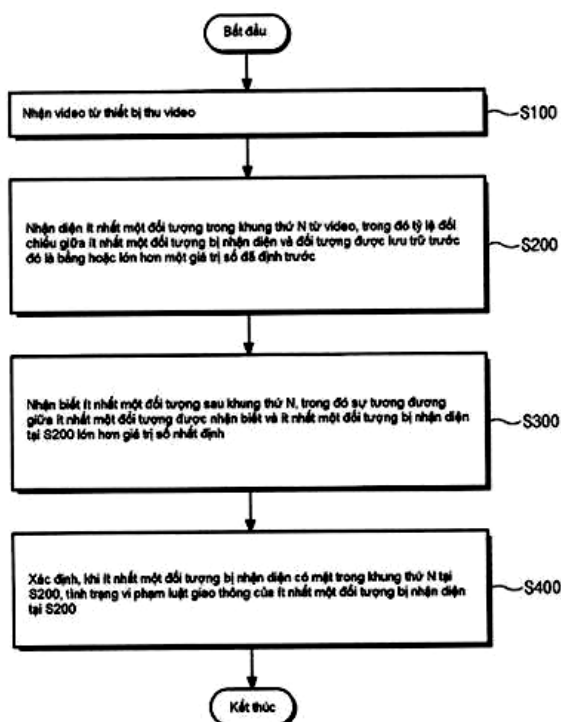 Bắt đầu
Nhận video từ thiết bị thu video
S100
Nhận diện ít nhất một đối tượng trong khung thứ N từ video, trong đó tỷ lệ đối
chiếu giữa ít nhất một đối tượng bị nhận diện và đối tượng được lưu trữ trước
đó là bằng hoặc lớn hơn một giá trị số đã định trước
S200
Nhận biết ít nhất một đối tượng sau khung thứ N, trong đó sự tương đương
giữa ít nhất một đối tượng được nhận biết và ít nhất một đối tượng bị nhận diện
tại S200 lớn hơn giá trị số nhất định
S300
Xác định, khi ít nhất một đối tượng bị nhận diện có mặt trong khung thứ N tại
S200, tình trạng vi phạm luật giao thông của ít nhất một đối tượng bị nhận diện
tại S200
S400
Kết thúc